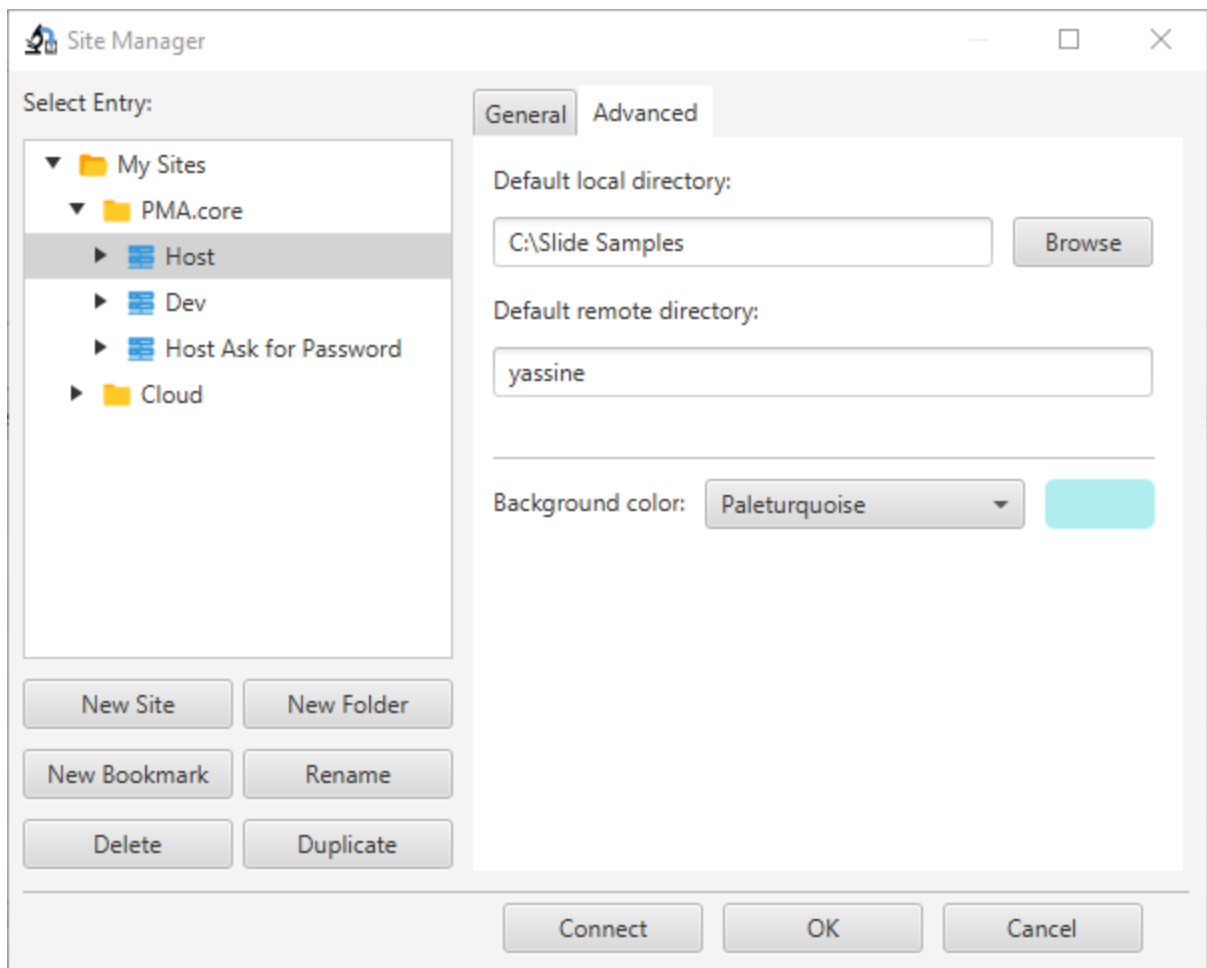 Site Manager
Select Entry:
My Sites
PMA.core
Host
Dev
Host Ask for Password
Cloud
New Site
New Folder
New Bookmark
Rename
Delete
Duplicate
General
Advanced
Default local directory:
C:\Slide Samples
Browse
Default remote directory:
yassine
Background color:
Paleturquoise
Connect
OK
Cancel